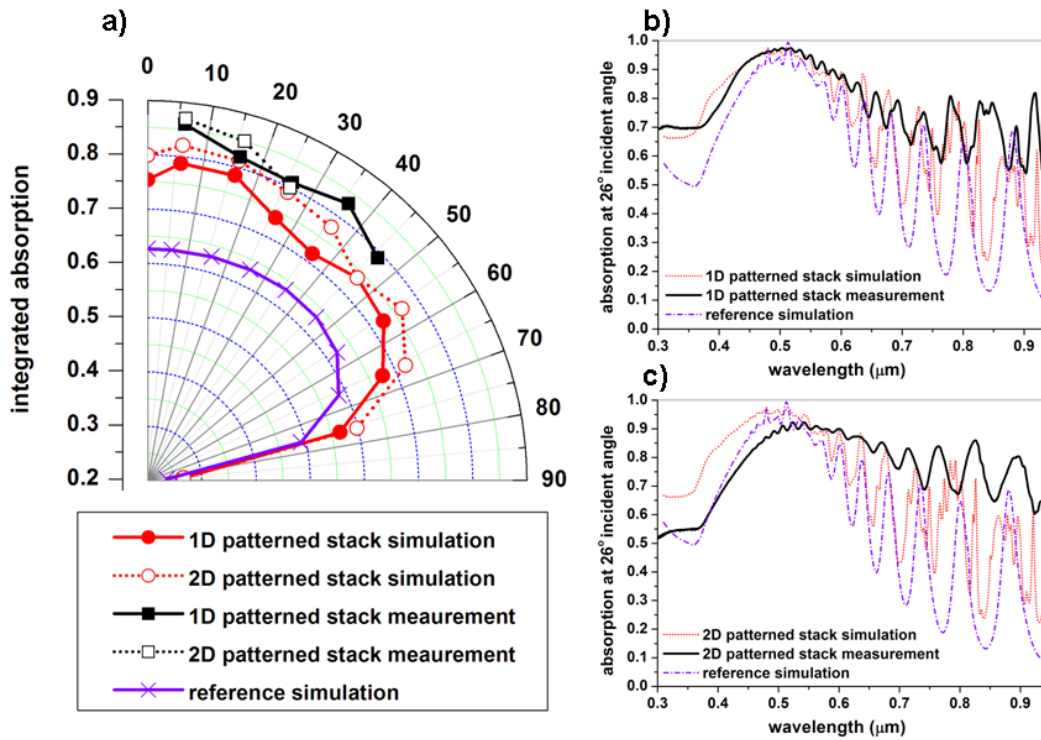 a)
0
10
20
30
40
50
60
70
80
90
0.9
0.8
0.7
0.6
0.5
0.4
0.3
0.2
integrated absorption
1D patterned stack simulation
2D patterned stack simulation
1D patterned stack meaurement
2D patterned stack meaurement
reference simulation
b)
absorption at 26° incident angle
1.0
0.9
0.8
0.7
0.6
0.5
0.4
0.3
0.2
0.1
0.0
1D patterned stack simulation
1D patterned stack measurement
reference simulation
0.3 0.4 0.5 0.6 0.7 0.8 0.9
wavelength (μm)
c)
absorption at 26° incident angle
1.0
0.9
0.8
0.7
0.6
0.5
0.4
0.3
0.2
0.1
0.0
2D patterned stack simulation
2D patterned stack measurement
reference simulation
0.3 0.4 0.5 0.6 0.7 0.8 0.9
wavelength (μm)